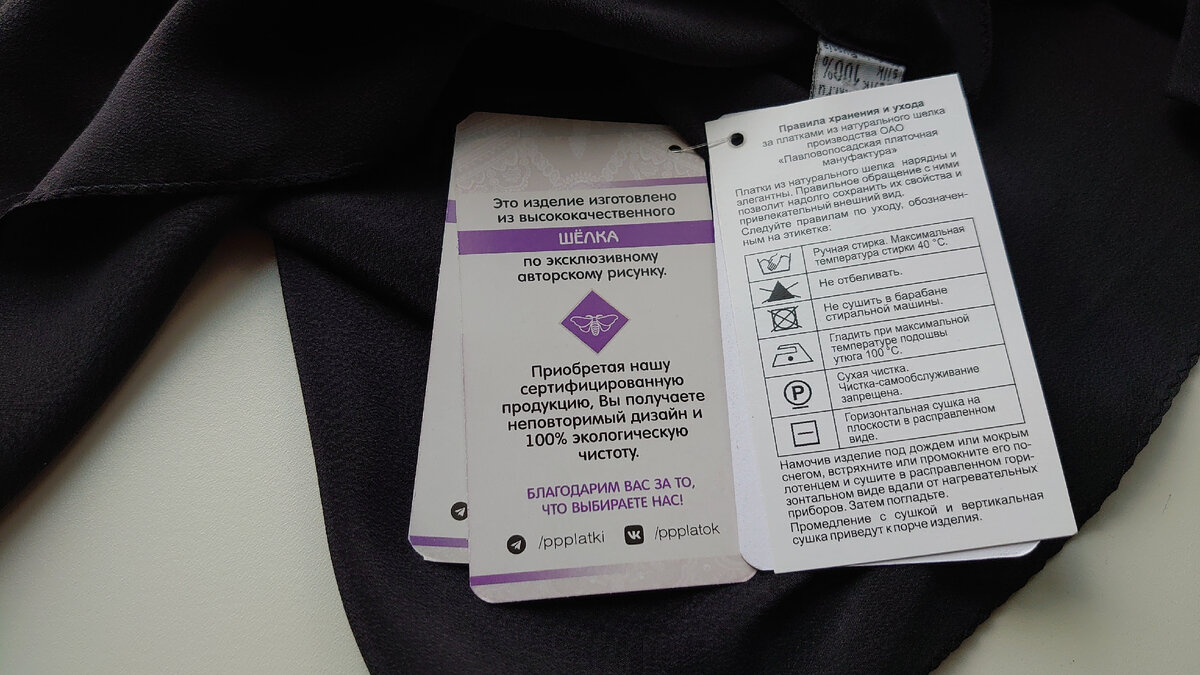 Это изделие изготовлено
из высококачественного
ШЁЛКА
по эксклюзивному
авторскому рисунку.
Приобретая нашу
сертифицированную
продукцию, Вы получаете
неповторимый дизайн и
100% экологическую
чистоту.
БЛАГОДАРИМ ВАС ЗА ТО,
ЧТО ВЫБИРАЕТЕ НАС!
/ppplatki /ppplatok
silk 100%
Правила хранения и ухода
за платками из натурального шелка
производства ОАО
«Павловопосадская платочная
мануфактура»
Платки из натурального шелка нарядны и
элегантны. Правильное обращение с ними
позволит надолго сохранить их свойства и
привлекательный внешний вид.
Следуйте правилам по уходу, обозначен-
ным на этикетке:
Ручная стирка. Максимальная
температура стирки 40 °C.
Не отбеливать.
Не сушить в барабане
стиральной машины.
Гладить при максимальной
температуре подошвы
утюга 100 °C.
P
Сухая чистка.
Чистка-самообслуживание
запрещена.
Горизонтальная сушка на
плоскости в расправленном
виде.
Намочив изделие под дождем или мокрым
снегом, встряхните или промокните его по-
лотенцем и сушите в расправленном гори-
зонтальном виде вдали от нагревательных
приборов. Затем погладьте.
Промедление с сушкой и вертикальная
сушка приведут к порче изделия.